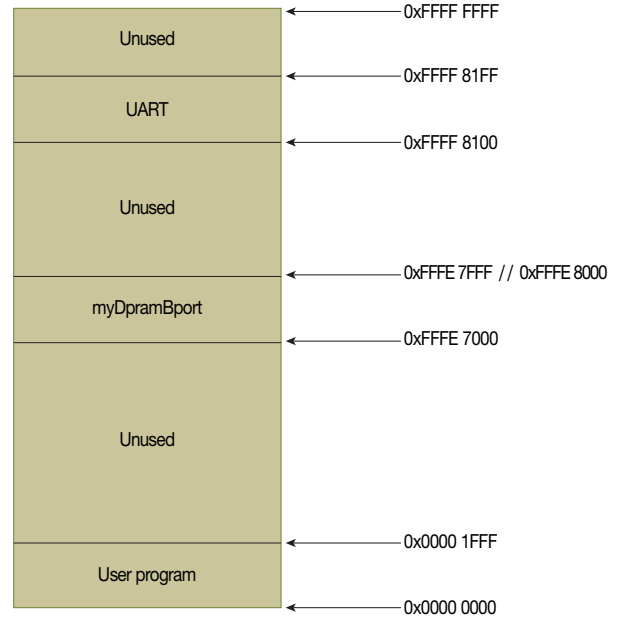 0xFFFF FFFF
Unused
0xFFFF 81FF
UART
0xFFFF 8100
Unused
0xFFFE 7FFF // 0xFFFE 8000
myDpramBport
0xFFFE 7000
Unused
0x0000 1FFF
User program
0x0000 0000